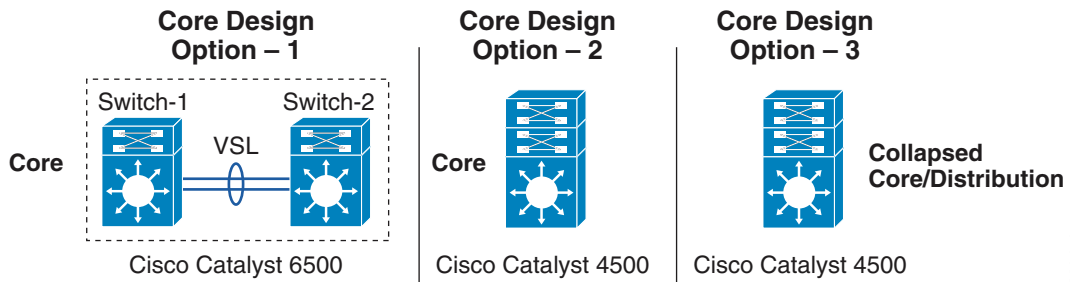 Core Design
Option – 1
Core Design
Option – 2
Core Design
Option – 3
Switch-1
Switch-2
VSL
Core
Core
Collapsed
Core/Distribution
Cisco Catalyst 6500
Cisco Catalyst 4500
Cisco Catalyst 4500